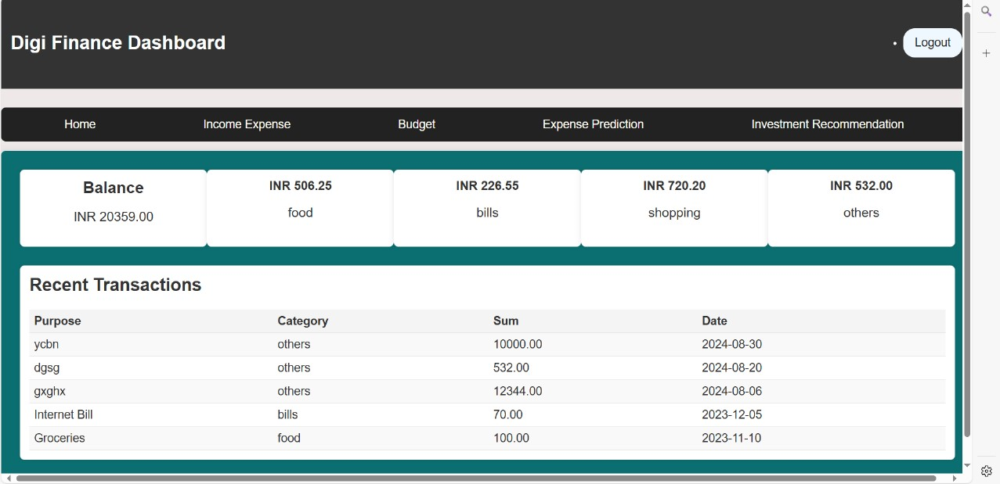 Digi Finance Dashboard
Logout
Home Income Expense Budget Expense Prediction Investment Recommendation
Balance INR 506.25 INR 226.55 INR 720.20 INR 532.00
INR 20359.00 food bills shopping others
Recent Transactions
Purpose Category Sum Date
ycbn others 10000.00 2024-08-30
dgsg others 532.00 2024-08-20
gxghx others 12344.00 2024-08-06
Internet Bill bills 70.00 2023-12-05
Groceries food 100.00 2023-11-10